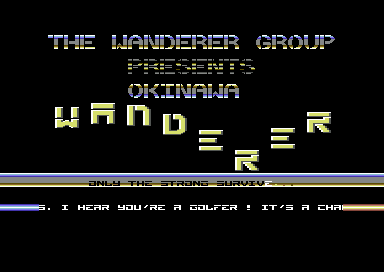 THE WANDERER GROUP
PRESENTS
OKINAWA
WANDERER
ONLY THE STRONG SURVIVE...
S. I HEAR YOU'RE A GOLFER ! IT'S A CHA